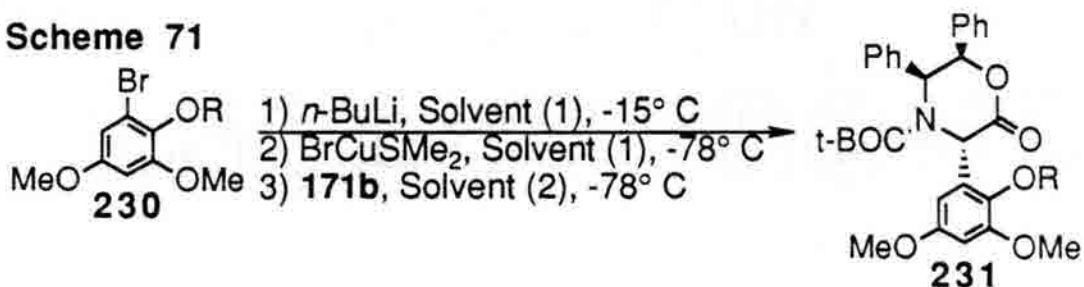 Scheme 71
Br
OR
MeO
OMe
230
1) n-BuLi, Solvent (1), -15° C
2) BrCuSMe₂, Solvent (1), -78° C
3) 171b, Solvent (2), -78° C
Ph
Ph
O
N
t-BOC
O
OR
MeO
OMe
231